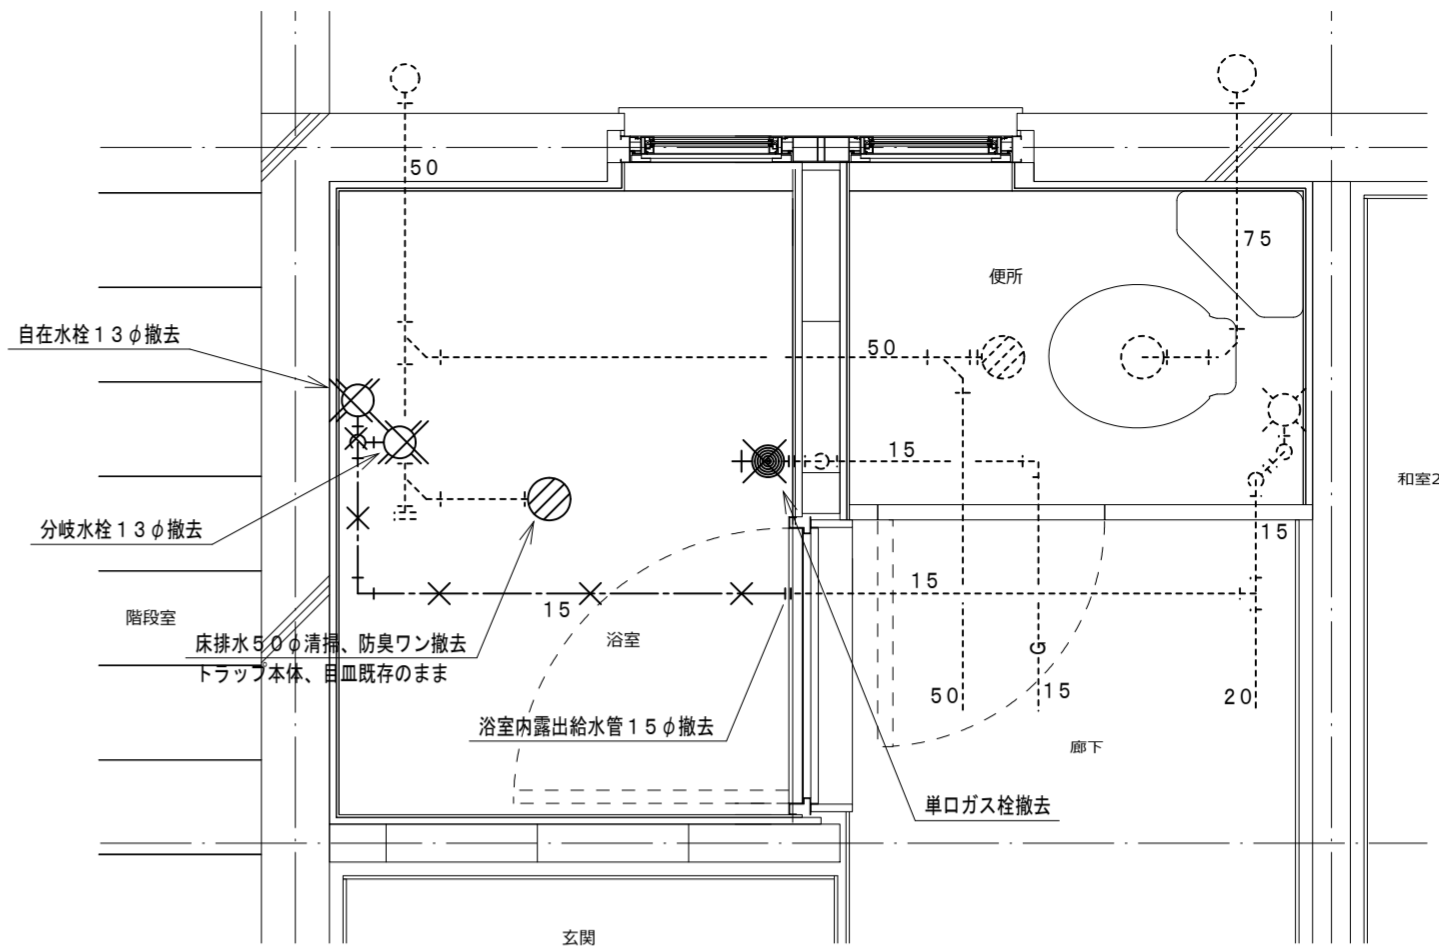 50
75
便所
自在水栓13φ撤去
50
15
和室2
分岐水栓13φ撤去
15
15
15
階段室
浴室
床排水50φ清掃、防臭ワン撤去
トラップ本体、目皿既存のまま
G
50
15
20
浴室内露出給水管15φ撤去
廊下
単口ガス栓撤去
玄関